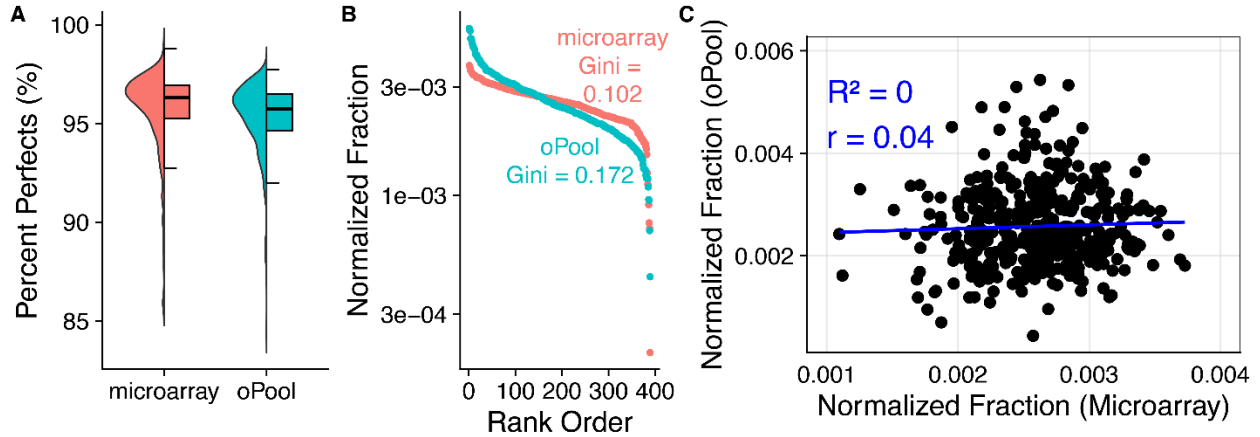 A
Percent Perfects (%)
100
95
90
85
microarray
oPool
B
Normalized Fraction
3e−03
1e−03
3e−04
microarray
Gini =
0.102
oPool
Gini = 0.172
0
100
200
300
400
Rank Order
C
Normalized Fraction (oPool)
0.006
0.004
0.002
R² = 0
r = 0.04
0.001
0.002
0.003
0.004
Normalized Fraction (Microarray)